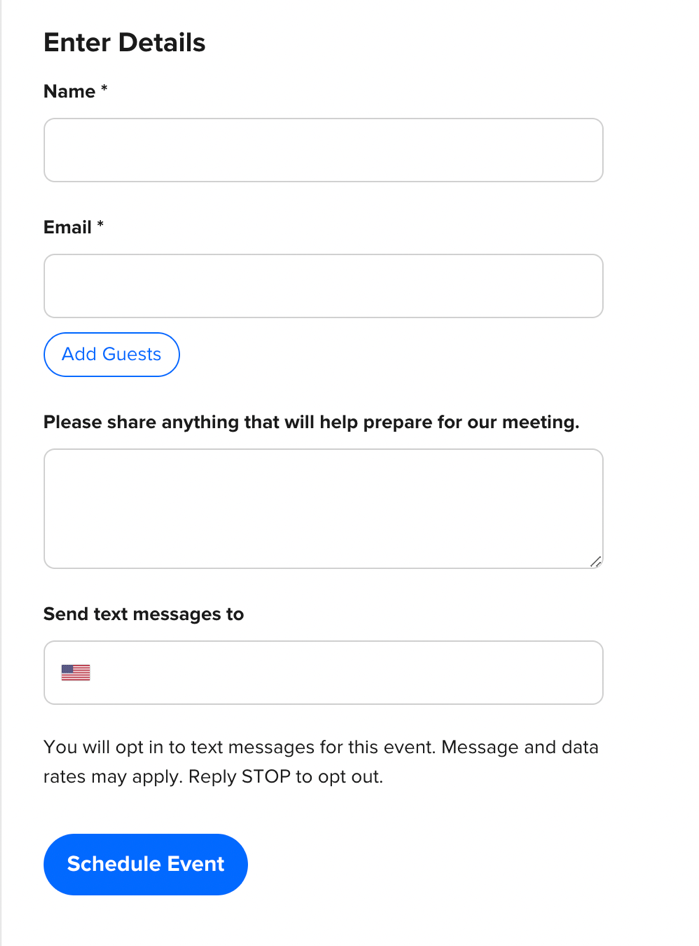 Enter Details
Name *
Email *
Add Guests
Please share anything that will help prepare for our meeting.
Send text messages to
You will opt in to text messages for this event. Message and data
rates may apply. Reply STOP to opt out.
Schedule Event